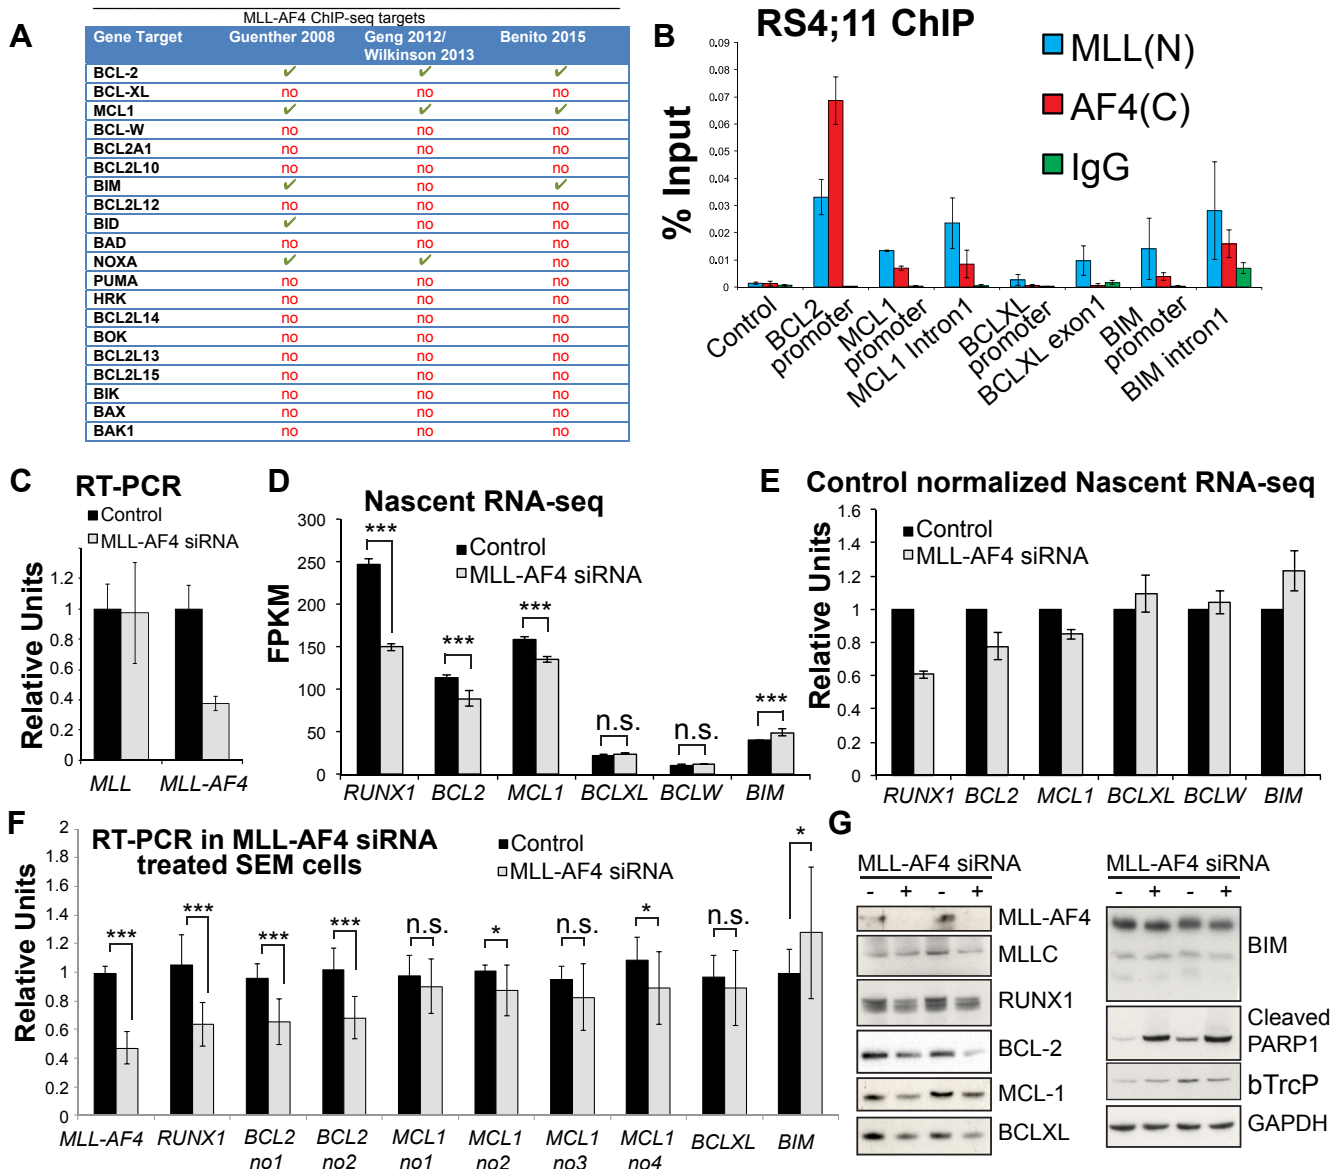 A
MLL-AF4 ChIP-seq targets
Gene Target Guenther 2008 Geng 2012/ Benito 2015
Wilkinson 2013
BCL-2 ✓ ✓ ✓
BCL-XL no no no
MCL1 ✓ ✓ ✓
BCL-W no no no
BCL2A1 no no no
BCL2L10 no no no
BIM ✓ no ✓
BCL2L12 no no no
BID ✓ no no
BAD no no no
NOXA ✓ ✓ no
PUMA no no no
HRK no no no
BCL2L14 no no no
BOK no no no
BCL2L13 no no no
BCL2L15 no no no
BIK no no no
BAX no no no
BAK1 no no no
B
RS4;11 ChIP
MLL(N)
AF4(C)
IgG
% Input
0.09
0.08
0.07
0.06
0.05
0.04
0.03
0.02
0.01
0
Control
BCL2
promoter
MCL1
promoter
MCL1 Intron1
BCLXL
promoter
BCLXL exon1
BIM
promoter
BIM intron1
C
RT-PCR
Control
MLL-AF4 siRNA
Relative Units
1.2
1
0.8
0.6
0.4
0.2
0
MLL MLL-AF4
D
Nascent RNA-seq
Control
MLL-AF4 siRNA
FPKM
300
250
200
150
100
50
0
*** *** *** n.s. n.s. ***
RUNX1 BCL2 MCL1 BCLXL BCLW BIM
E
Control normalized Nascent RNA-seq
Control
MLL-AF4 siRNA
Relative Units
1.6
1.4
1.2
1
0.8
0.6
0.4
0.2
0
RUNX1 BCL2 MCL1 BCLXL BCLW BIM
F
RT-PCR in MLL-AF4 siRNA
treated SEM cells
Control
MLL-AF4 siRNA
Relative Units
2
1.8
1.6
1.4
1.2
1
0.8
0.6
0.4
0.2
0
*** *** *** *** n.s. * n.s. * n.s. *
MLL-AF4 RUNX1 BCL2 BCL2 MCL1 MCL1 MCL1 MCL1 BCLXL BIM
no1 no2 no1 no2 no3 no4
G
MLL-AF4 siRNA
- + - +
MLL-AF4
MLLC
RUNX1
BCL-2
MCL-1
BCLXL
MLL-AF4 siRNA
- + - +
BIM
Cleaved
PARP1
bTrcP
GAPDH